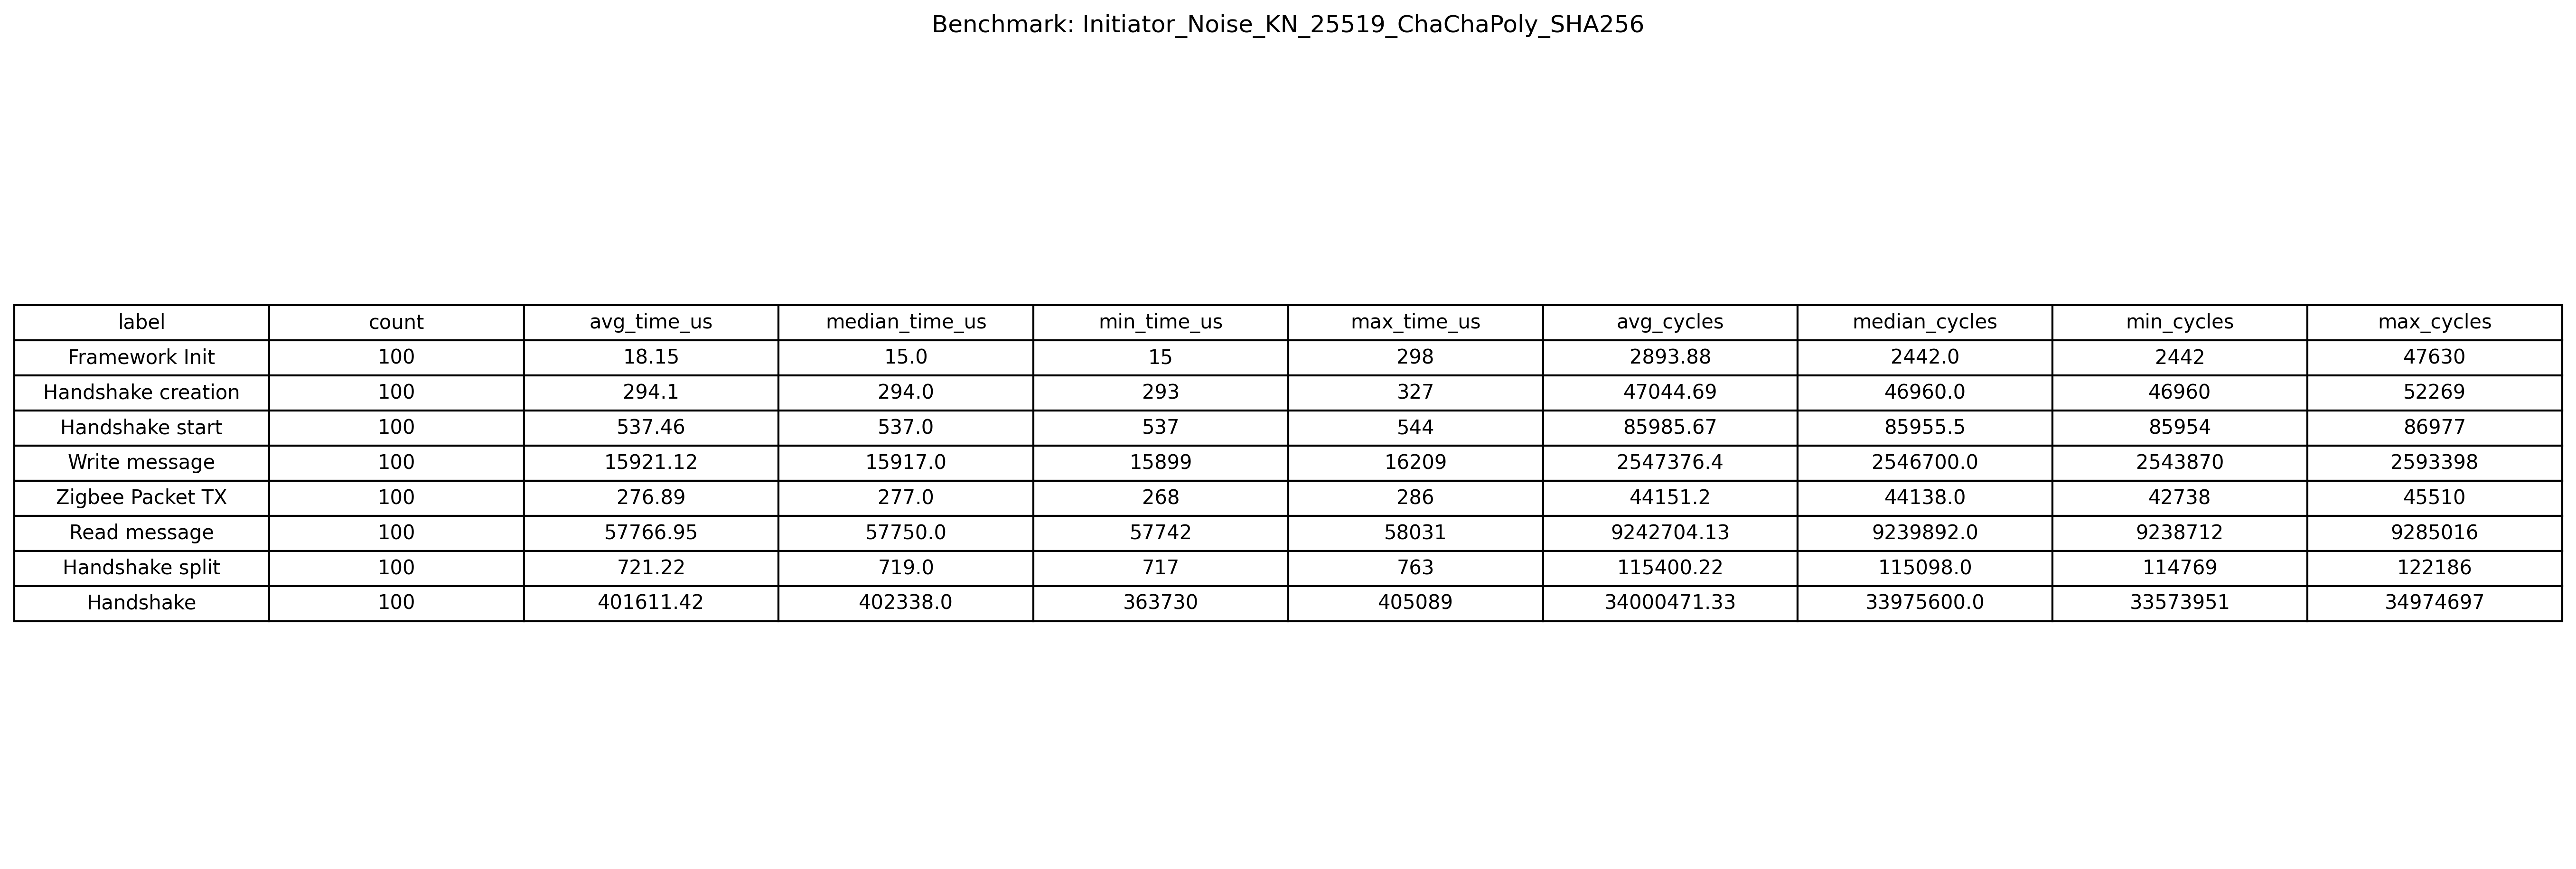 Benchmark: Initiator_Noise_KN_25519_ChaChaPoly_SHA256
label count avg_time_us median_time_us min_time_us max_time_us avg_cycles median_cycles min_cycles max_cycles
Framework Init 100 18.15 15.0 15 298 2893.88 2442.0 2442 47630
Handshake creation 100 294.1 294.0 293 327 47044.69 46960.0 46960 52269
Handshake start 100 537.46 537.0 537 544 85985.67 85955.5 85954 86977
Write message 100 15921.12 15917.0 15899 16209 2547376.4 2546700.0 2543870 2593398
Zigbee Packet TX 100 276.89 277.0 268 286 44151.2 44138.0 42738 45510
Read message 100 57766.95 57750.0 57742 58031 9242704.13 9239892.0 9238712 9285016
Handshake split 100 721.22 719.0 717 763 115400.22 115098.0 114769 122186
Handshake 100 401611.42 402338.0 363730 405089 34000471.33 33975600.0 33573951 34974697